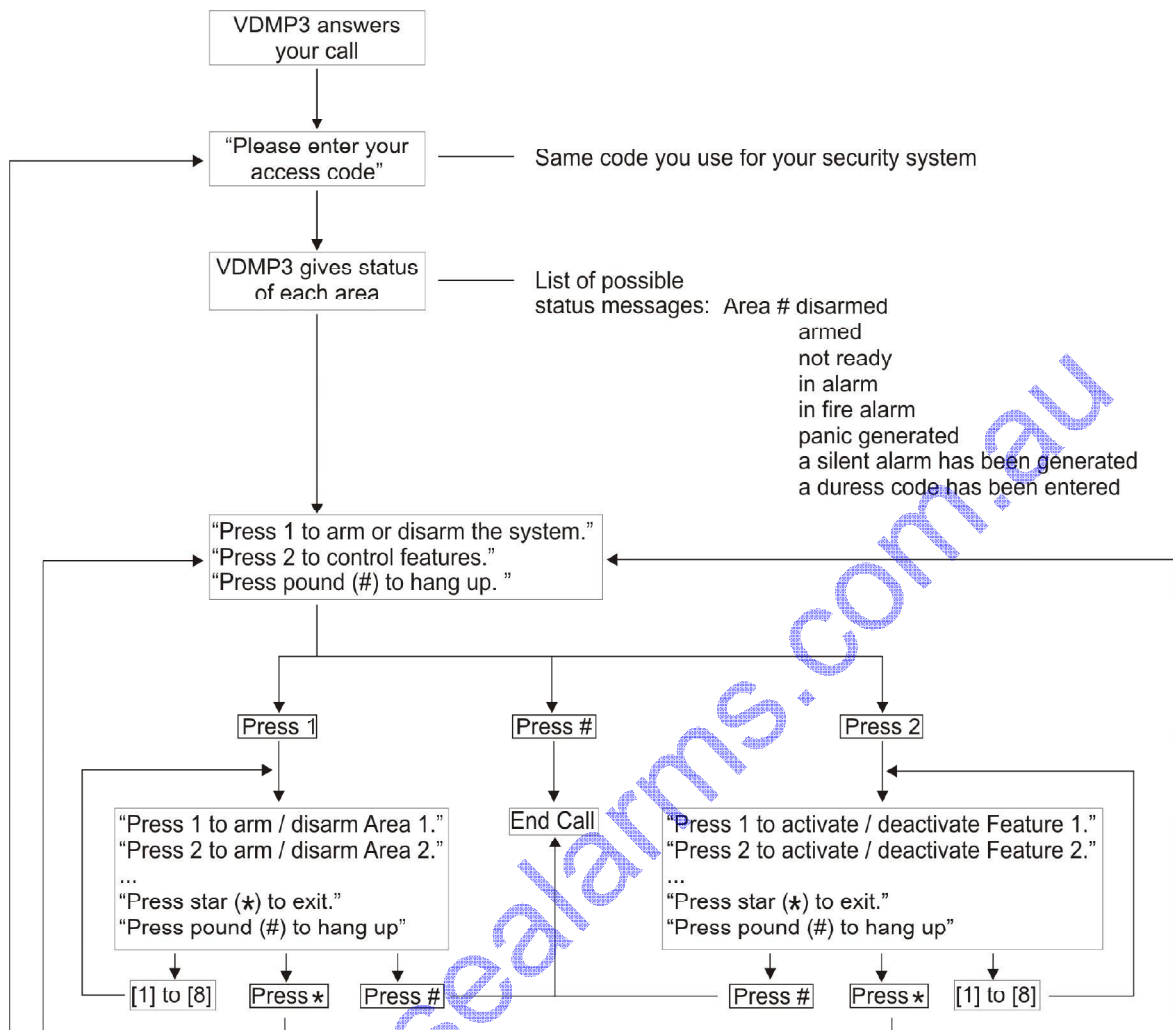 VDMP3 answers
your call
“Please enter your
access code”
Same code you use for your security system
VDMP3 gives status
of each area
List of possible
status messages: Area # disarmed
armed
not ready
in alarm
in fire alarm
panic generated
a silent alarm has been generated
a duress code has been entered
“Press 1 to arm or disarm the system.”
“Press 2 to control features.”
“Press pound (#) to hang up. ”
Press 1
Press #
Press 2
“Press 1 to arm / disarm Area 1.”
“Press 2 to arm / disarm Area 2.”
...
“Press star (*) to exit.”
“Press pound (#) to hang up”
End Call
“Press 1 to activate / deactivate Feature 1.”
“Press 2 to activate / deactivate Feature 2.”
...
“Press star (*) to exit.”
“Press pound (#) to hang up”
[1] to [8]
Press *
Press #
Press #
Press *
[1] to [8]
sealarms.com.au